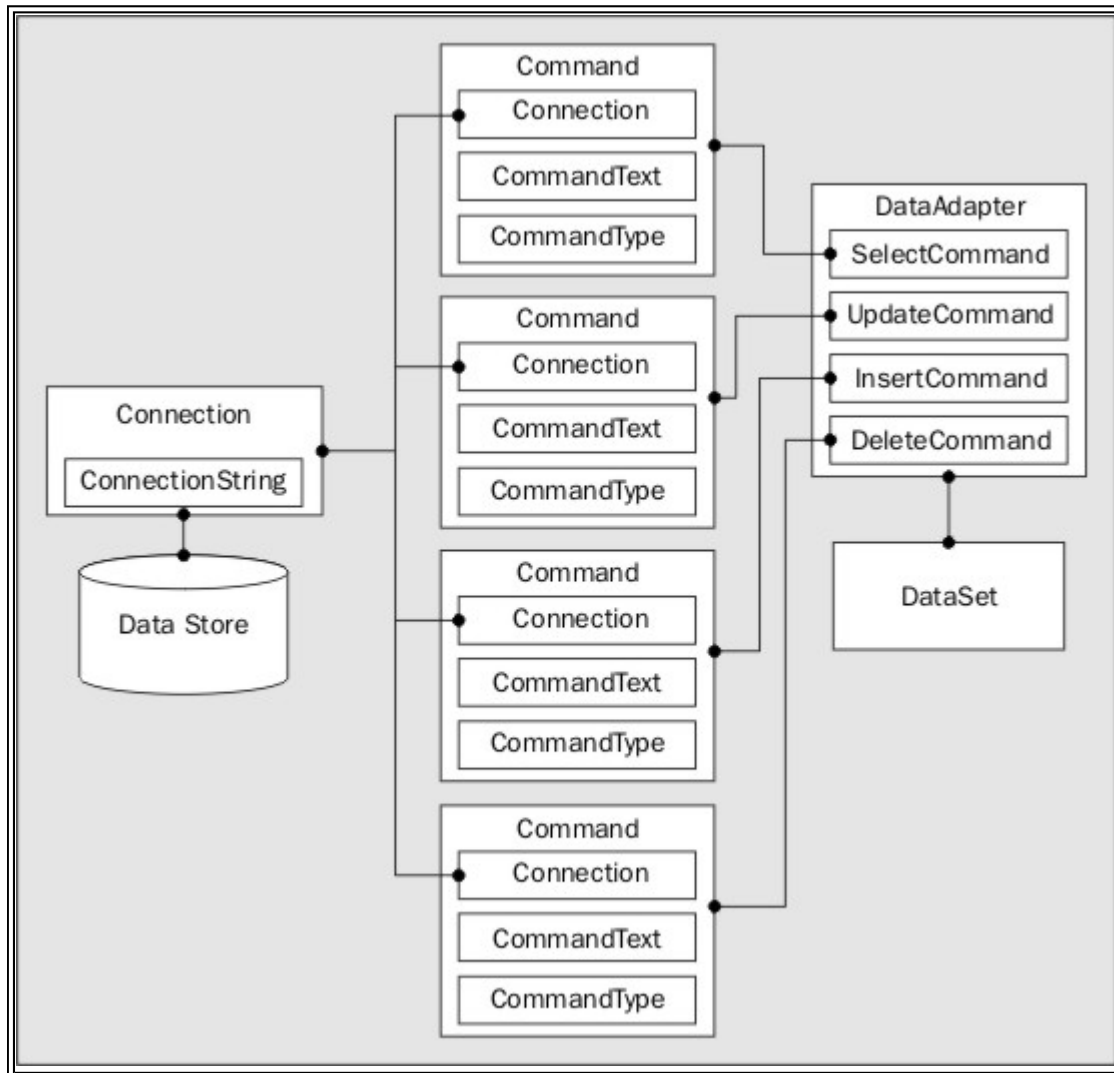 Connection
ConnectionString
Data Store
Command
Connection
CommandText
CommandType
Command
Connection
CommandText
CommandType
Command
Connection
CommandText
CommandType
Command
Connection
CommandText
CommandType
DataAdapter
SelectCommand
UpdateCommand
InsertCommand
DeleteCommand
DataSet